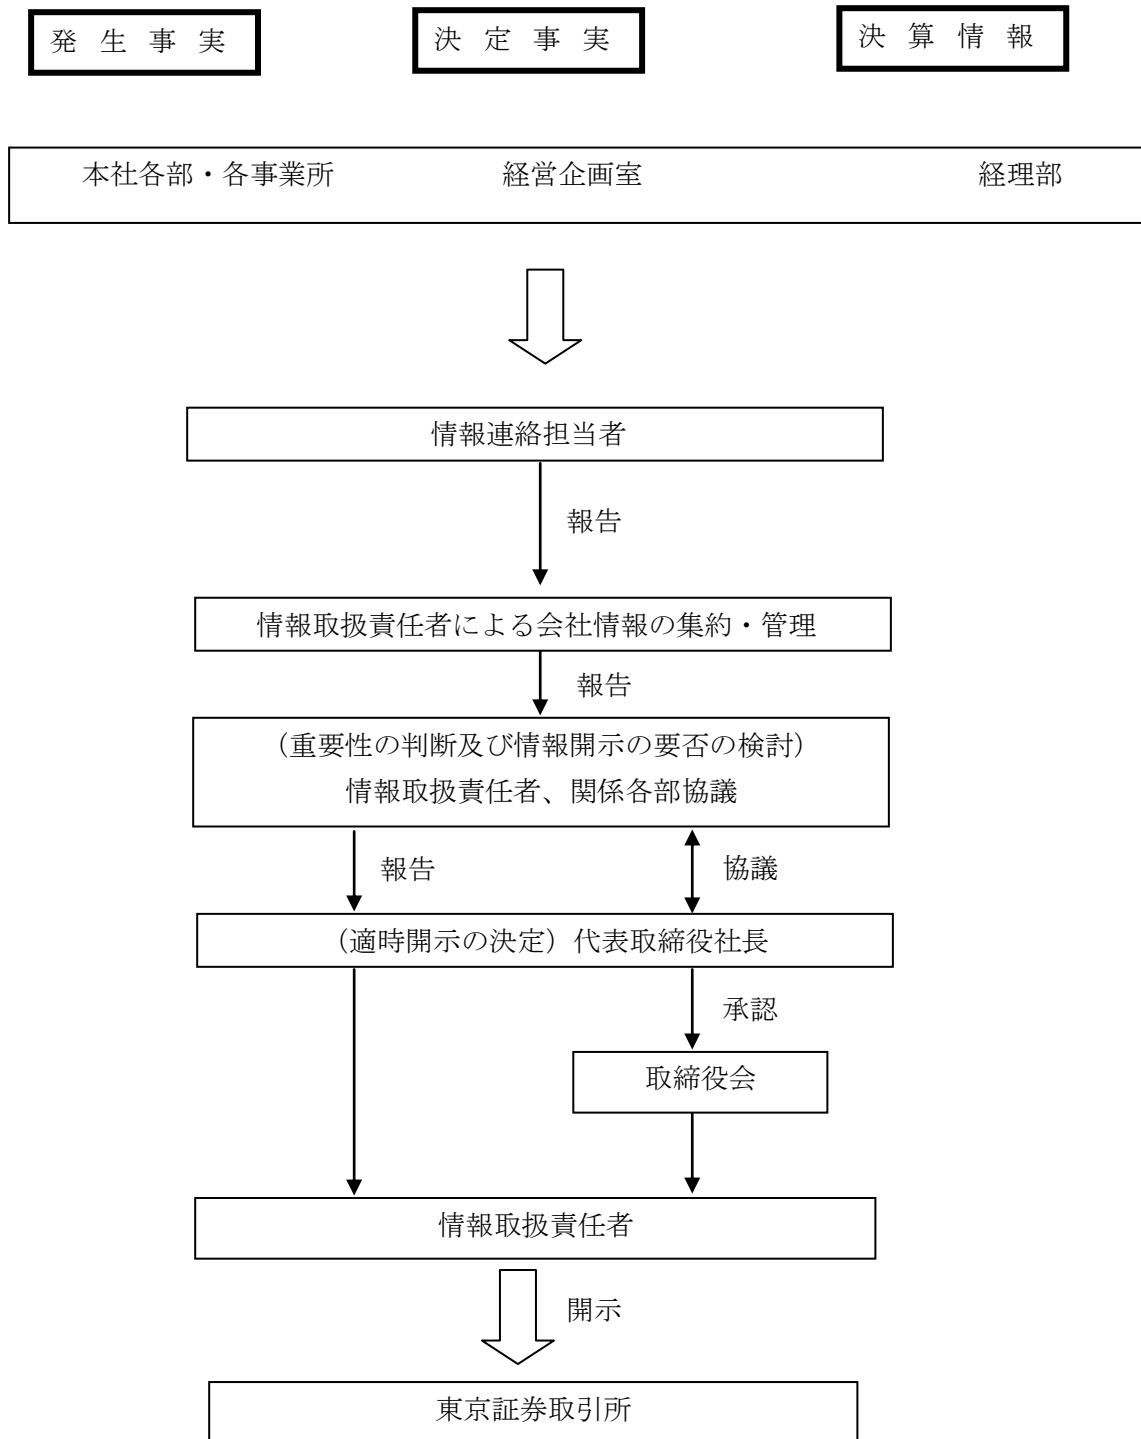 発 生 事 実
決 定 事 実
決 算 情 報
本社各部・各事業所
経営企画室
経理部
情報連絡担当者
報告
情報取扱責任者による会社情報の集約・管理
報告
（重要性の判断及び情報開示の要否の検討）
情報取扱責任者、関係各部協議
報告
協議
（適時開示の決定）代表取締役社長
承認
取締役会
情報取扱責任者
開示
東京証券取引所